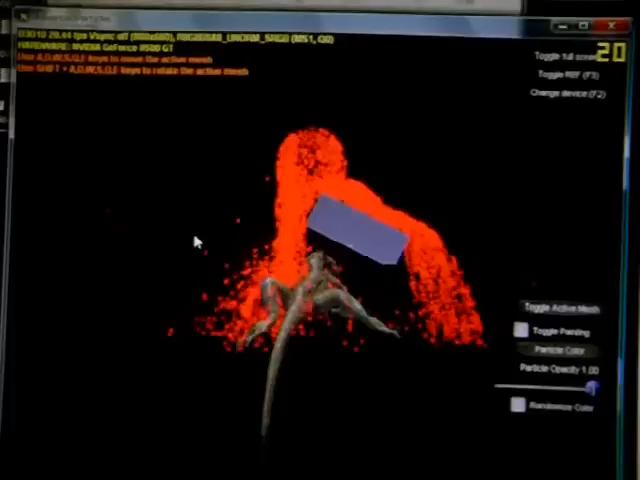 20
Toggle full screen
HARDWARE: NVIDIA GeForce 8500 GT
Use A,D,W,S,Q,E keys to move the active mesh
Use SHIFT + A,D,W,S,Q,E keys to rotate the active mesh
Toggle REF (F3)
Change device (F2)
Toggle Active Mesh
Toggle Painting
Particle Color
Particle Opacity 1.00
Randomize Color